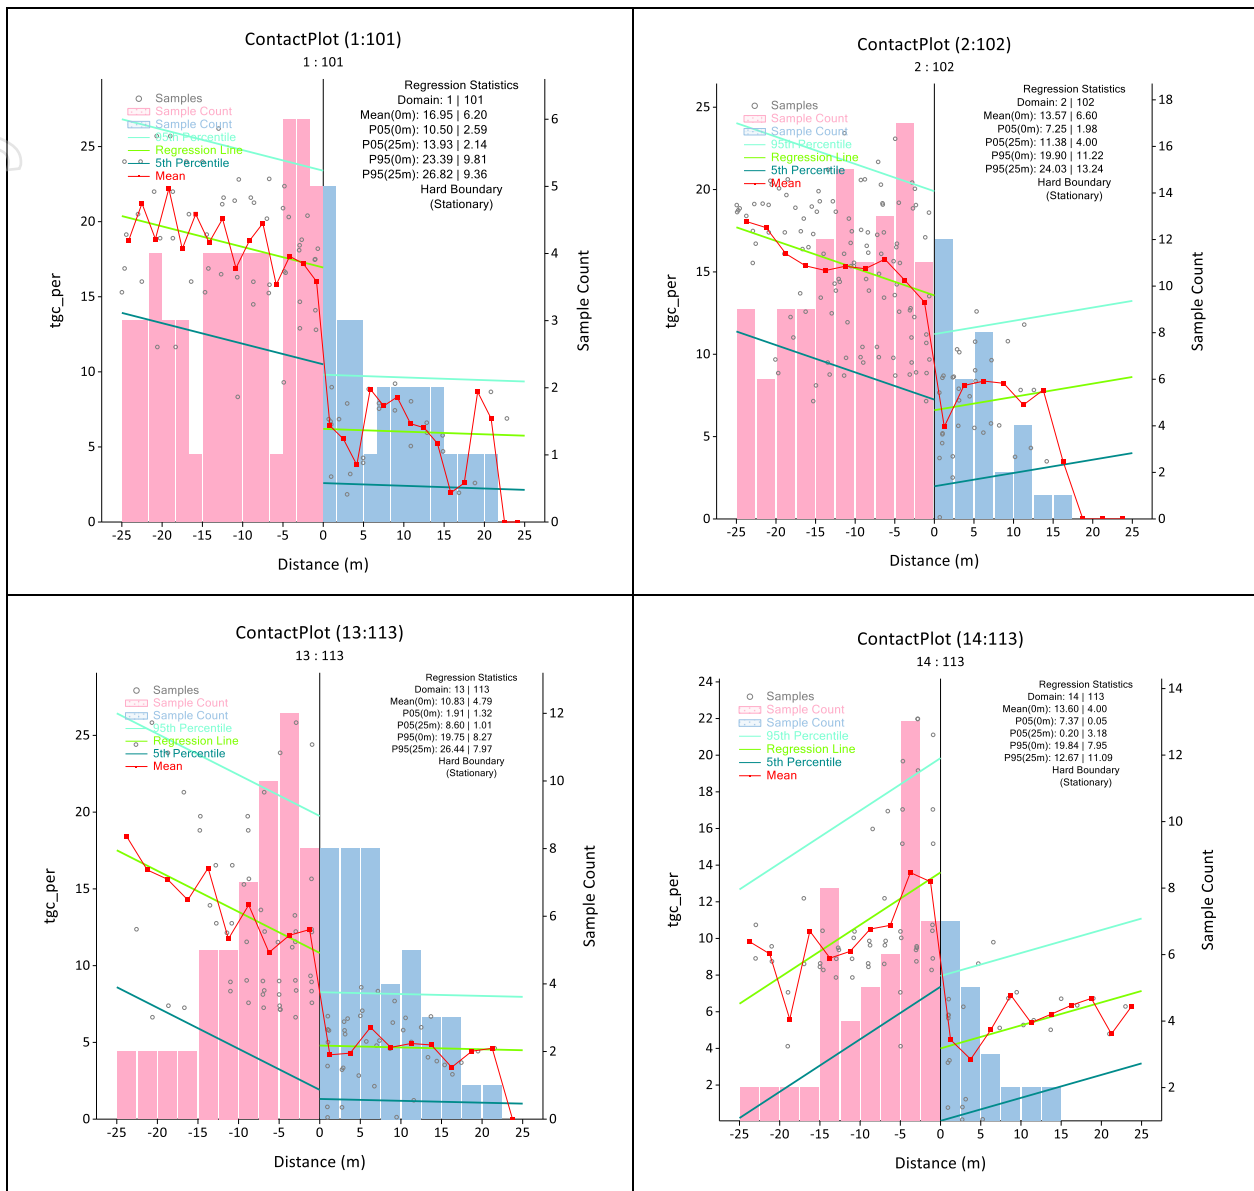 ContactPlot (1:101)
1 : 101
Samples
Sample Count
Sample Count
95th Percentile
Regression Line
5th Percentile
Mean
Regression Statistics
Domain: 1 | 101
Mean(0m): 16.95 | 6.20
P05(0m): 10.50 | 2.59
P05(25m): 13.93 | 2.14
P95(0m): 23.39 | 9.81
P95(25m): 26.82 | 9.36
Hard Boundary
(Stationary)
tgc_per
25
20
15
10
5
0
Sample Count
6
5
4
3
2
1
0
-25 -20 -15 -10 -5 0 5 10 15 20 25
Distance (m)
ContactPlot (2:102)
2 : 102
Samples
Sample Count
Sample Count
95th Percentile
Regression Line
5th Percentile
Mean
Regression Statistics
Domain: 2 | 102
Mean(0m): 13.57 | 6.60
P05(0m): 7.25 | 1.98
P05(25m): 11.38 | 4.00
P95(0m): 19.90 | 11.22
P95(25m): 24.03 | 13.24
Hard Boundary
(Stationary)
tgc_per
25
20
15
10
5
0
Sample Count
18
16
14
12
10
8
6
4
2
0
-25 -20 -15 -10 -5 0 5 10 15 20 25
Distance (m)
ContactPlot (13:113)
13 : 113
Samples
Sample Count
Sample Count
95th Percentile
Regression Line
5th Percentile
Mean
Regression Statistics
Domain: 13 | 113
Mean(0m): 10.83 | 4.79
P05(0m): 1.91 | 1.32
P05(25m): 8.60 | 1.01
P95(0m): 19.75 | 8.27
P95(25m): 26.44 | 7.97
Hard Boundary
(Stationary)
tgc_per
25
20
15
10
5
0
Sample Count
12
10
8
6
4
2
0
-25 -20 -15 -10 -5 0 5 10 15 20 25
Distance (m)
ContactPlot (14:113)
14 : 113
Samples
Sample Count
Sample Count
95th Percentile
Regression Line
5th Percentile
Mean
Regression Statistics
Domain: 14 | 113
Mean(0m): 13.60 | 4.00
P05(0m): 7.37 | 0.05
P05(25m): 0.20 | 3.18
P95(0m): 19.84 | 7.95
P95(25m): 12.67 | 11.09
Hard Boundary
(Stationary)
tgc_per
24
22
20
18
16
14
12
10
8
6
4
2
Sample Count
14
12
10
8
6
4
2
-25 -20 -15 -10 -5 0 5 10 15 20 25
Distance (m)